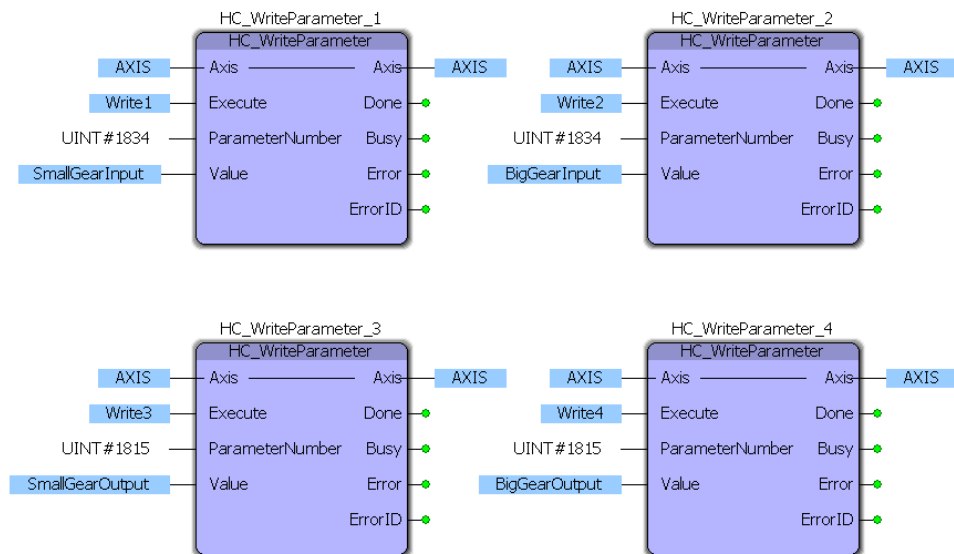 HC_WriteParameter_1
HC_WriteParameter
AXIS Axis Axis AXIS
Write1 Execute Done
UINT#1834 ParameterNumber Busy
SmallGearInput Value Error
ErrorID
HC_WriteParameter_2
HC_WriteParameter
AXIS Axis Axis AXIS
Write2 Execute Done
UINT#1834 ParameterNumber Busy
BigGearInput Value Error
ErrorID
HC_WriteParameter_3
HC_WriteParameter
AXIS Axis Axis AXIS
Write3 Execute Done
UINT#1815 ParameterNumber Busy
SmallGearOutput Value Error
ErrorID
HC_WriteParameter_4
HC_WriteParameter
AXIS Axis Axis AXIS
Write4 Execute Done
UINT#1815 ParameterNumber Busy
BigGearOutput Value Error
ErrorID